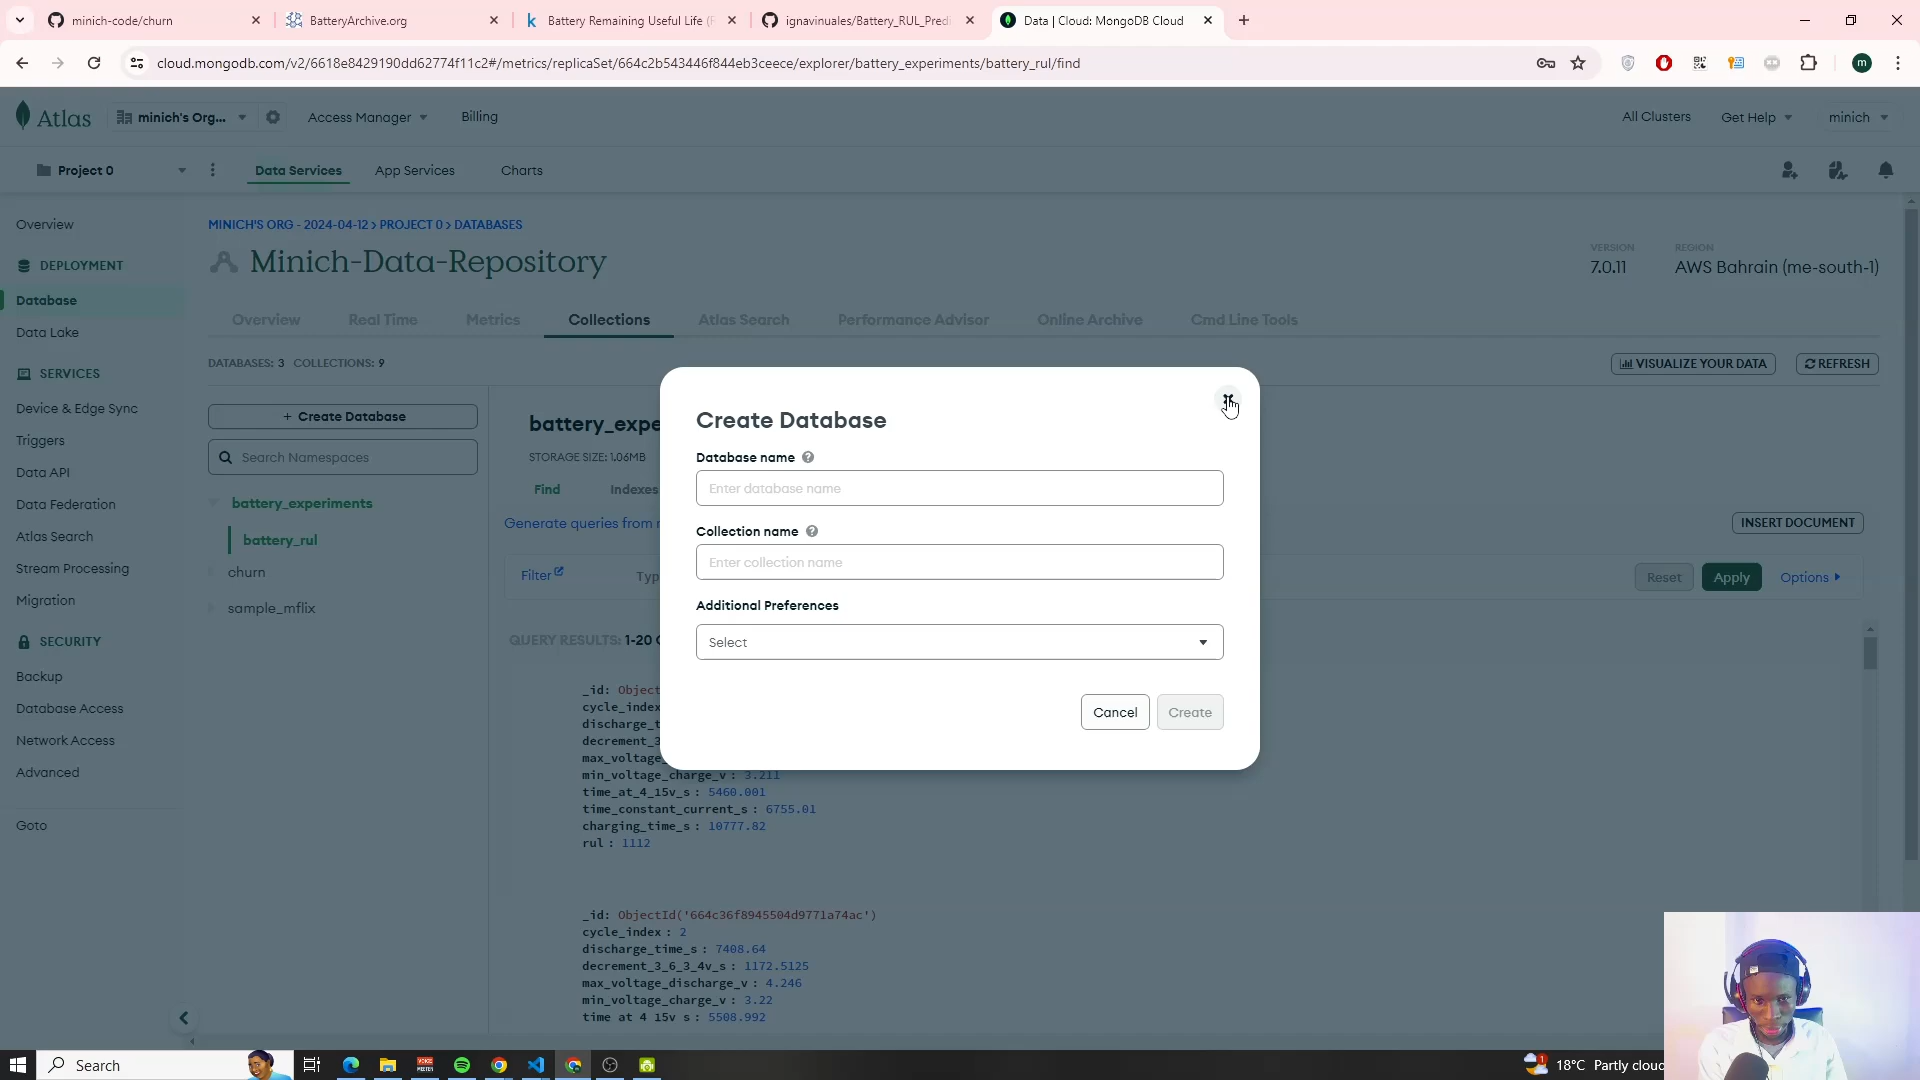 minich-code/churn
BatteryArchive.org
Battery Remaining Useful Life (R
ignavinuales/Battery_RUL_Predi
Data | Cloud: MongoDB Cloud
cloud.mongodb.com/v2/6618e8429190dd62774f11c2#/metrics/replicaSet/664c2b543446f844eb3ceece/explorer/battery_experiments/battery_rul/find
m
Atlas
minich's Org...
Access Manager
Billing
All Clusters
Get Help
minich
Project 0
Data Services
App Services
Charts
Overview
DEPLOYMENT
Database
Data Lake
SERVICES
Device & Edge Sync
Triggers
Data API
Data Federation
Atlas Search
Stream Processing
Migration
SECURITY
Backup
Database Access
Network Access
Advanced
Goto
MINICH'S ORG - 2024-04-12 > PROJECT 0 > DATABASES
Minich-Data-Repository
VERSION
7.0.11
REGION
AWS Bahrain (me-south-1)
Overview
Real Time
Metrics
Collections
Atlas Search
Performance Advisor
Online Archive
Cmd Line Tools
DATABASES: 3 COLLECTIONS: 9
VISUALIZE YOUR DATA
REFRESH
+ Create Database
Search Namespaces
battery_experiments
battery_rul
churn
sample_mflix
battery_expe
STORAGE SIZE: 1.06MB
Find
Indexes
Generate queries from
INSERT DOCUMENT
Filter
Typ
Reset
Apply
Options
QUERY RESULTS: 1-20
_id: Object
cycle_index
discharge_t
decrement_3
max_voltage
min_voltage_charge_v : 3.211
time_at_4_15v_s : 5460.001
time_constant_current_s : 6755.01
charging_time_s : 10777.82
rul : 1112
_id: ObjectId('664c36f8945504d9771a74ac')
cycle_index : 2
discharge_time_s : 7408.64
decrement_3_6_3_4v_s : 1172.5125
max_voltage_discharge_v : 4.246
min_voltage_charge_v : 3.22
time at 4 15v s : 5508.992
Create Database
Database name
Enter database name
Collection name
Enter collection name
Additional Preferences
Select
Cancel
Create
Search
1
18°C Partly cloud